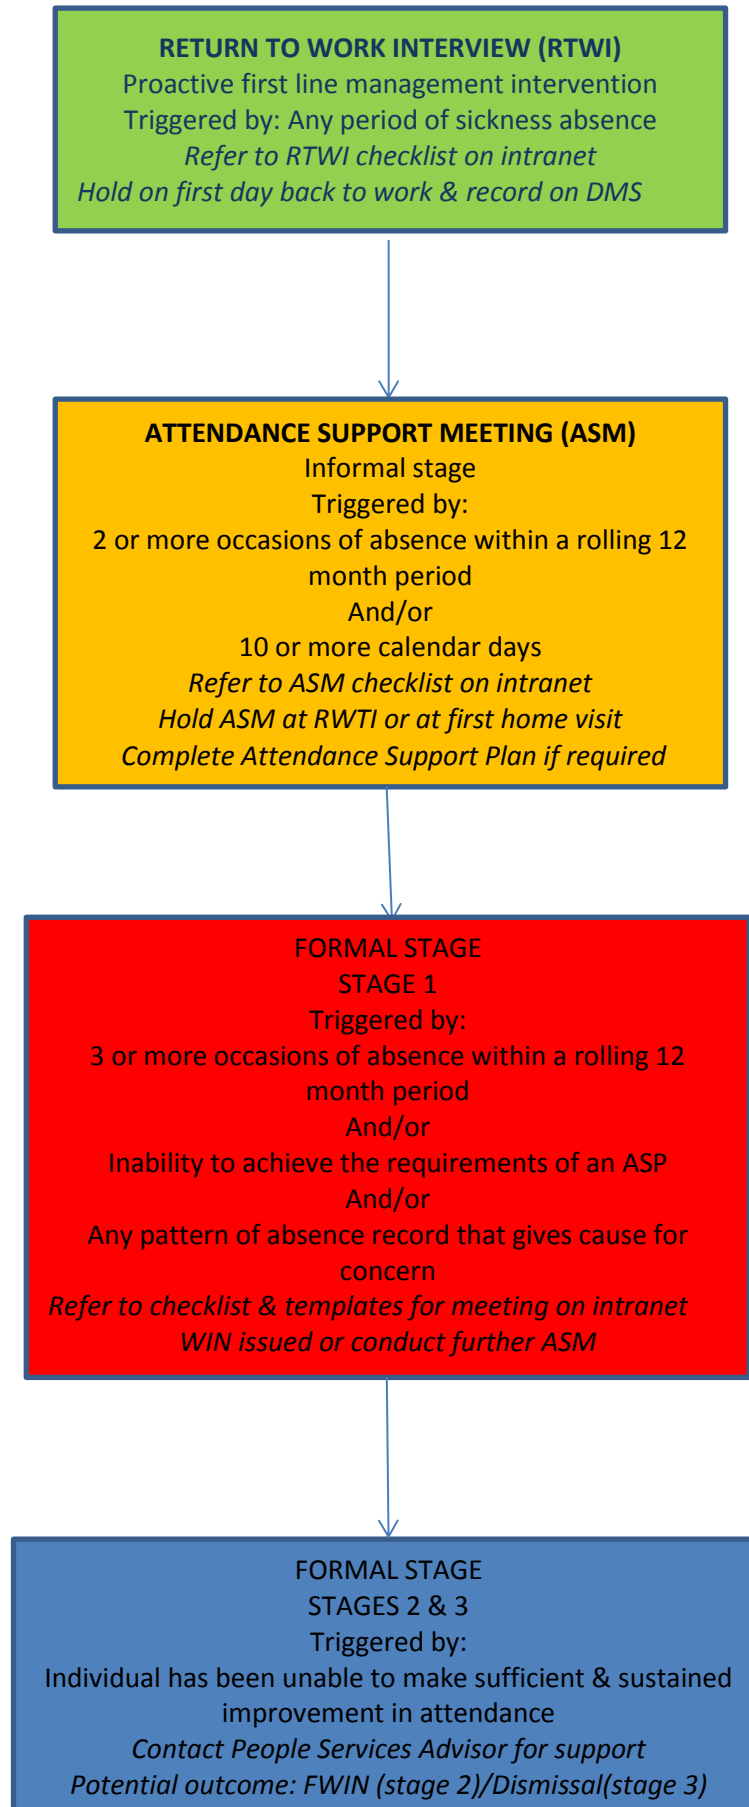 RETURN TO WORK INTERVIEW (RTWI)
Proactive first line management intervention
Triggered by: Any period of sickness absence
Refer to RTWI checklist on intranet
Hold on first day back to work & record on DMS
ATTENDANCE SUPPORT MEETING (ASM)
Informal stage
Triggered by:
2 or more occasions of absence within a rolling 12
month period
And/or
10 or more calendar days
Refer to ASM checklist on intranet
Hold ASM at RWTI or at first home visit
Complete Attendance Support Plan if required
FORMAL STAGE
STAGE 1
Triggered by:
3 or more occasions of absence within a rolling 12
month period
And/or
Inability to achieve the requirements of an ASP
And/or
Any pattern of absence record that gives cause for
concern
Refer to checklist & templates for meeting on intranet
WIN issued or conduct further ASM
FORMAL STAGE
STAGES 2 & 3
Triggered by:
Individual has been unable to make sufficient & sustained
improvement in attendance
Contact People Services Advisor for support
Potential outcome: FWIN (stage 2)/Dismissal(stage 3)